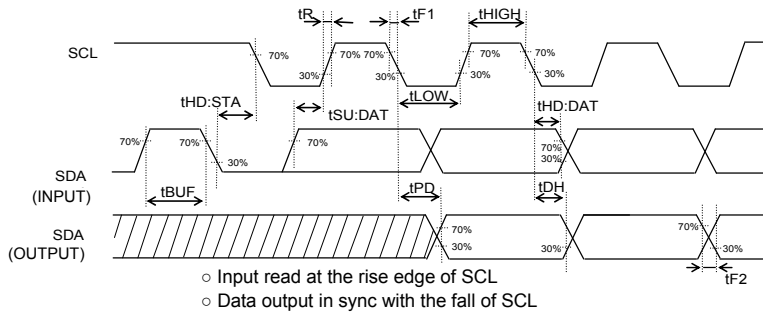 tR tF1 tHIGH
SCL 70% 70% 70% 70% 70%
30% 30% 30% 30%
tHD:STA tLOW
tSU:DAT tHD:DAT
70% 70% 70% 70%
30% 30%
SDA
(INPUT)
tBUF tPD tDH
SDA
(OUTPUT)
70% 70%
30% 30% 30%
tF2
○ Input read at the rise edge of SCL
○ Data output in sync with the fall of SCL